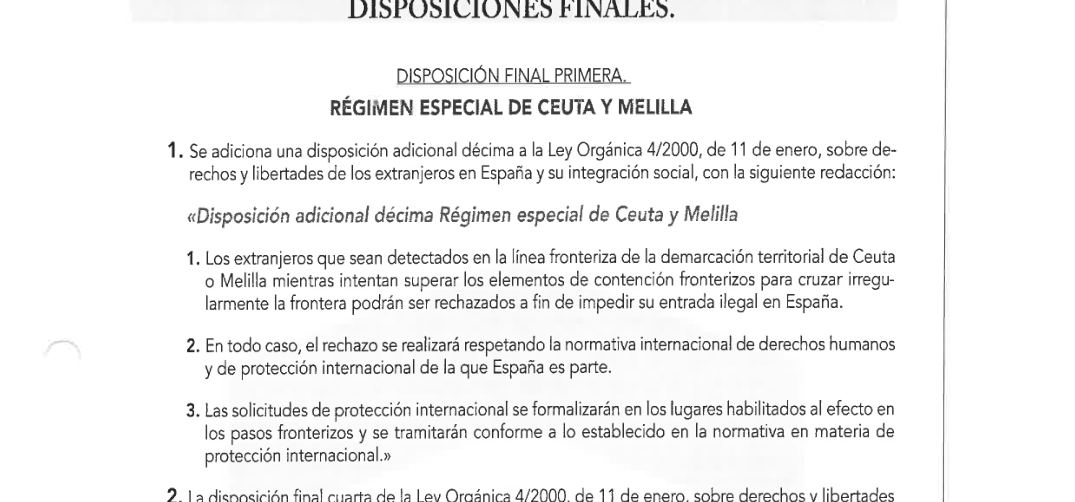 DISPOSICIONES FINALES.
DISPOSICIÓN FINAL PRIMERA.
RÉGIMEN ESPECIAL DE CEUTA Y MELILLA
1. Se adiciona una disposición adicional décima a la Ley Orgánica 4/2000, de 11 de enero, sobre de-
rechos y libertades de los extranjeros en España y su integración social, con la siguiente redacción:
«Disposición adicional décima Régimen especial de Ceuta y Melilla
1. Los extranjeros que sean detectados en la línea fronteriza de la demarcación territorial de Ceuta
o Melilla mientras intentan superar los elementos de contención fronterizos para cruzar irregu-
larmente la frontera podrán ser rechazados a fin de impedir su entrada ilegal en España.
2. En todo caso, el rechazo se realizará respetando la normativa internacional de derechos humanos
y de protección internacional de la que España es parte.
3. Las solicitudes de protección internacional se formalizarán en los lugares habilitados al efecto en
los pasos fronterizos y se tramitarán conforme a lo establecido en la normativa en materia de
protección internacional.»
2. La disposición final cuarta de la Ley Orgánica 4/2000, de 11 de enero, sobre derechos y libertades